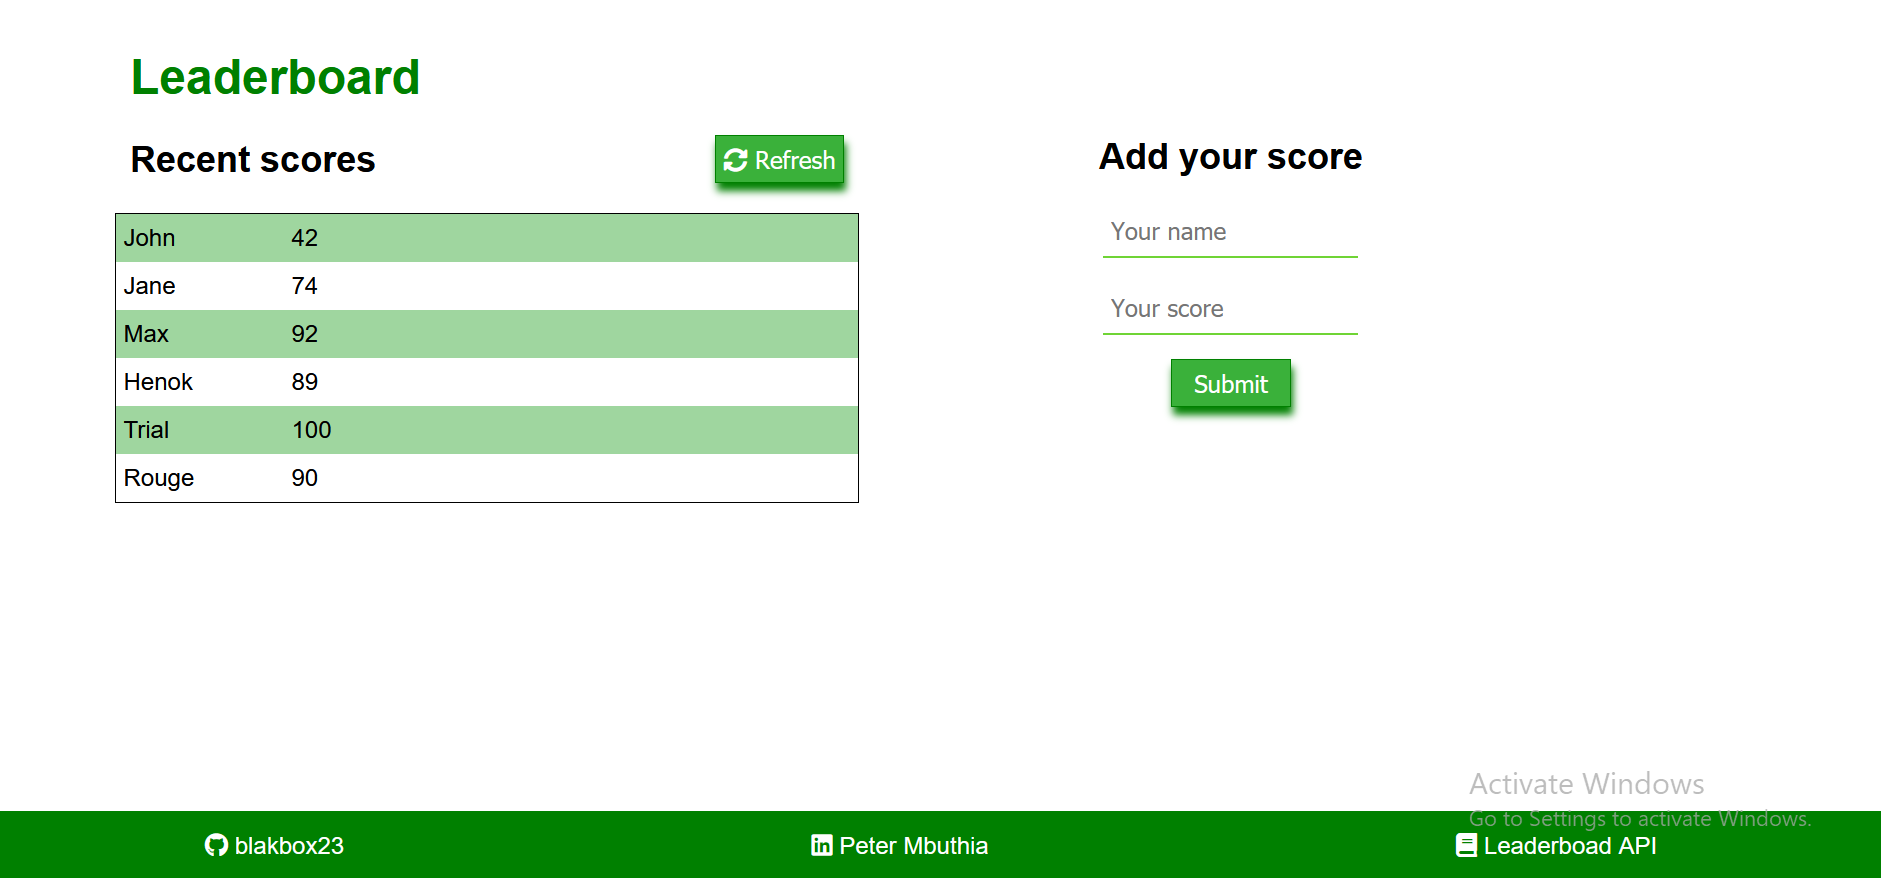 Leaderboard
Recent scores
Refresh
John 42
Jane 74
Max 92
Henok 89
Trial 100
Rouge 90
Add your score
Your name
Your score
Submit
Activate Windows
Go to Settings to activate Windows.
blakbox23
Peter Mbuthia
Leaderboad API